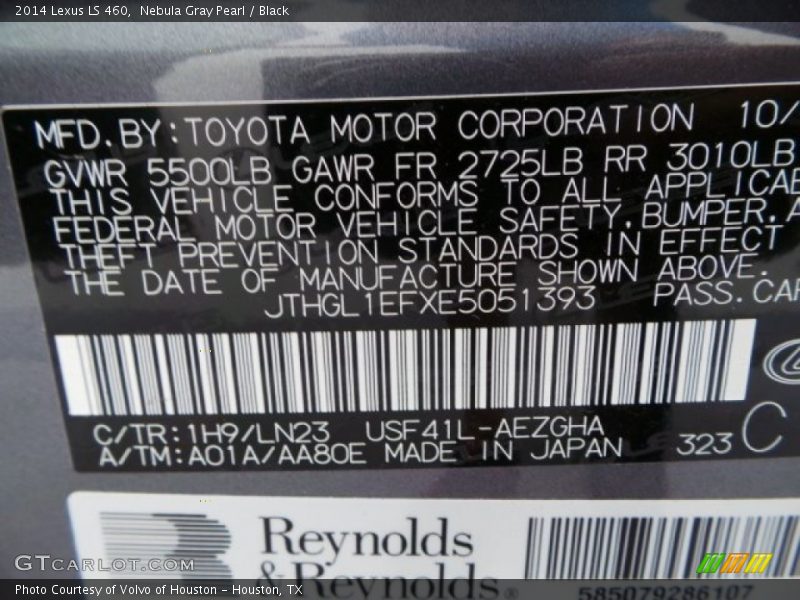 2014 Lexus LS 460,  Nebula Gray Pearl / Black
MFD.BY:TOYOTA MOTOR CORPORATION 10/
GVWR 5500LB GAWR FR 2725LB RR 3010LB
THIS VEHICLE CONFORMS TO ALL APPLICAB
FEDERAL MOTOR VEHICLE SAFETY,BUMPER,A
THEFT PREVENTION STANDARDS IN EFFECT
THE DATE OF MANUFACTURE SHOWN ABOVE.
JTHGL1EFXE5051393 PASS.CAR
C/TR:1H9/LN23 USF41L-AEZGHA
A/TM:A01A/AA80E MADE IN JAPAN 323 C
Reynolds
& Reynolds®
585079286107
GTCARLOT.COM
Photo Courtesy of Volvo of Houston - Houston, TX